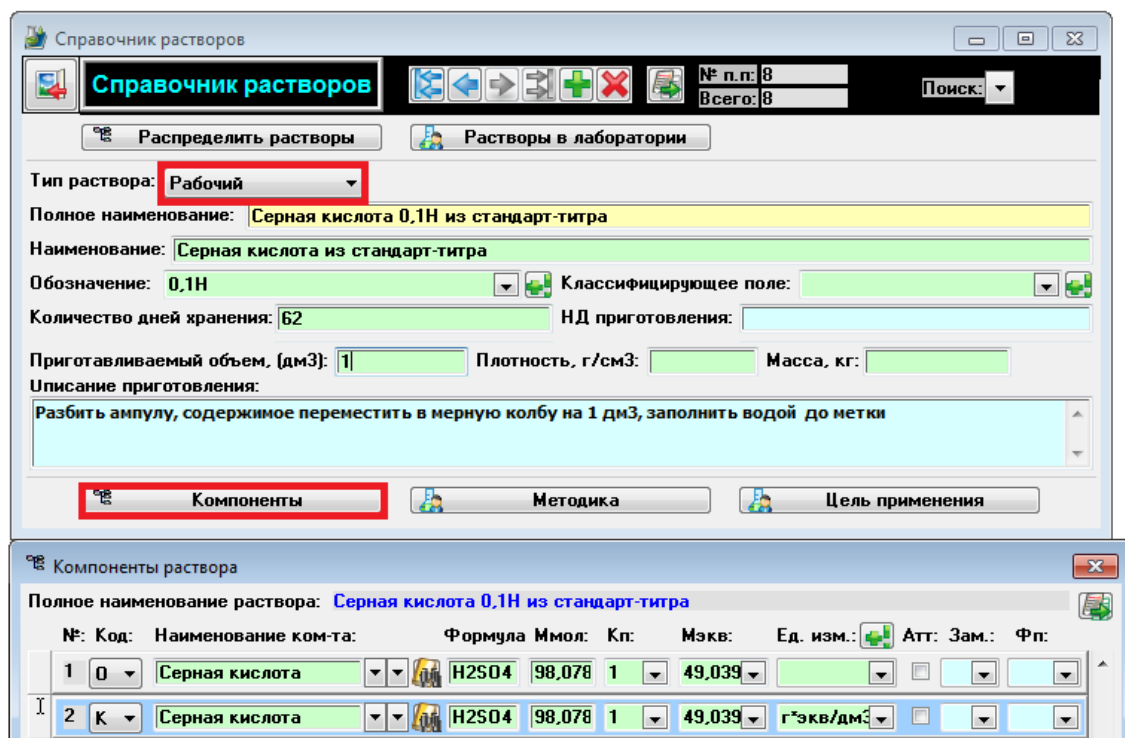 Справочник растворов
Справочник растворов № п.п: 8 Поиск:
Всего: 8
Распределить растворы Растворы в лаборатории
Тип раствора: Рабочий
Полное наименование: Серная кислота 0,1Н из стандарт-титра
Наименование: Серная кислота из стандарт-титра
Обозначение: 0,1Н Классифицирующее поле:
Количество дней хранения: 62 НД приготовления:
Приготавливаемый объем, (дм3): 1 Плотность, г/см3: Масса, кг:
Описание приготовления:
Разбить ампулу, содержимое переместить в мерную колбу на 1 дм3, заполнить водой до метки
Компоненты Методика Цель применения
Компоненты раствора
Полное наименование раствора: Серная кислота 0,1Н из стандарт-титра
№: Код: Наименование ком-та: Формула Ммол: Кп: Мэкв: Ед. изм.: Атт: Зам.: Фп:
1 О Серная кислота H2SO4 98,078 1 49,039
2 К Серная кислота H2SO4 98,078 1 49,039 г*экв/дм3